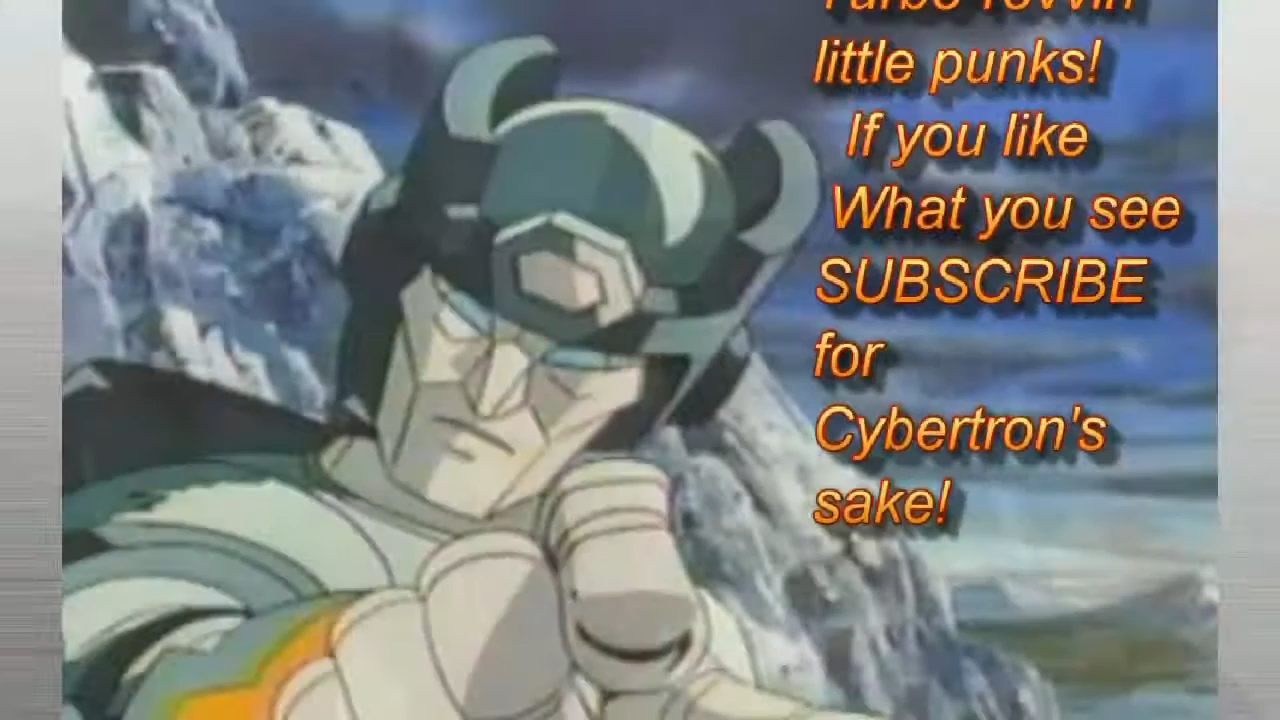 little punks!
If you like
What you see
SUBSCRIBE
for
Cybertron's
sake!